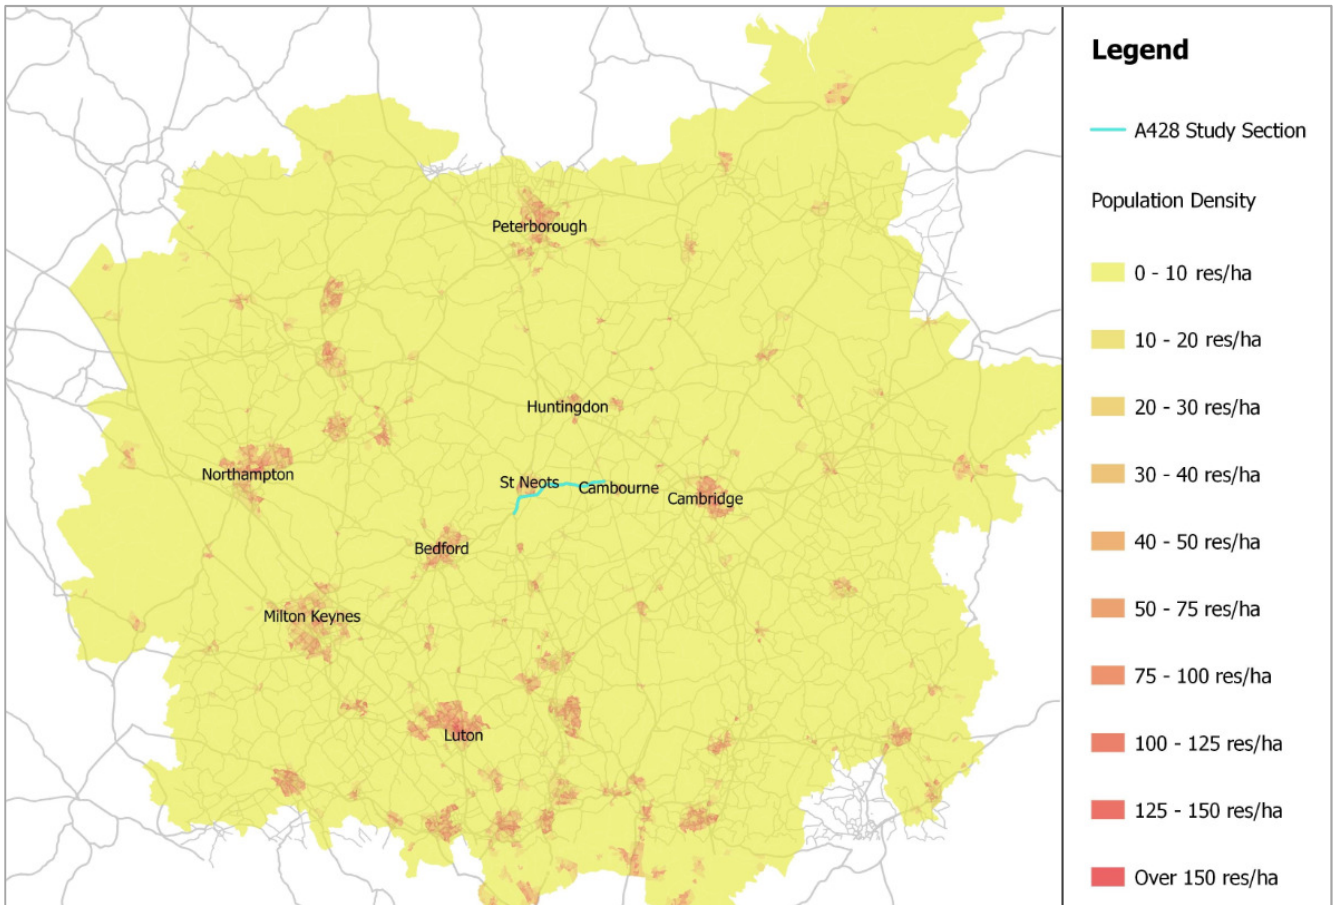 Legend
A428 Study Section
Population Density
0 - 10 res/ha
10 - 20 res/ha
20 - 30 res/ha
30 - 40 res/ha
40 - 50 res/ha
50 - 75 res/ha
75 - 100 res/ha
100 - 125 res/ha
125 - 150 res/ha
Over 150 res/ha
Peterborough
Huntingdon
Northampton
St Neots
Cambourne
Cambridge
Bedford
Milton Keynes
Luton